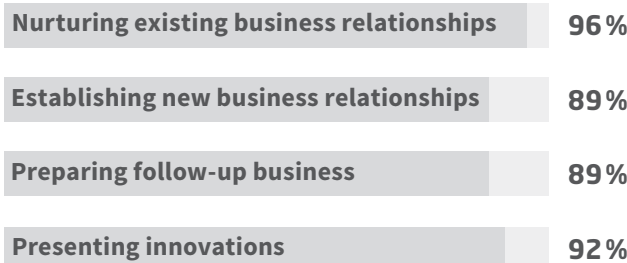 Nurturing existing business relationships 96%
Establishing new business relationships 89%
Preparing follow-up business 89%
Presenting innovations 92%